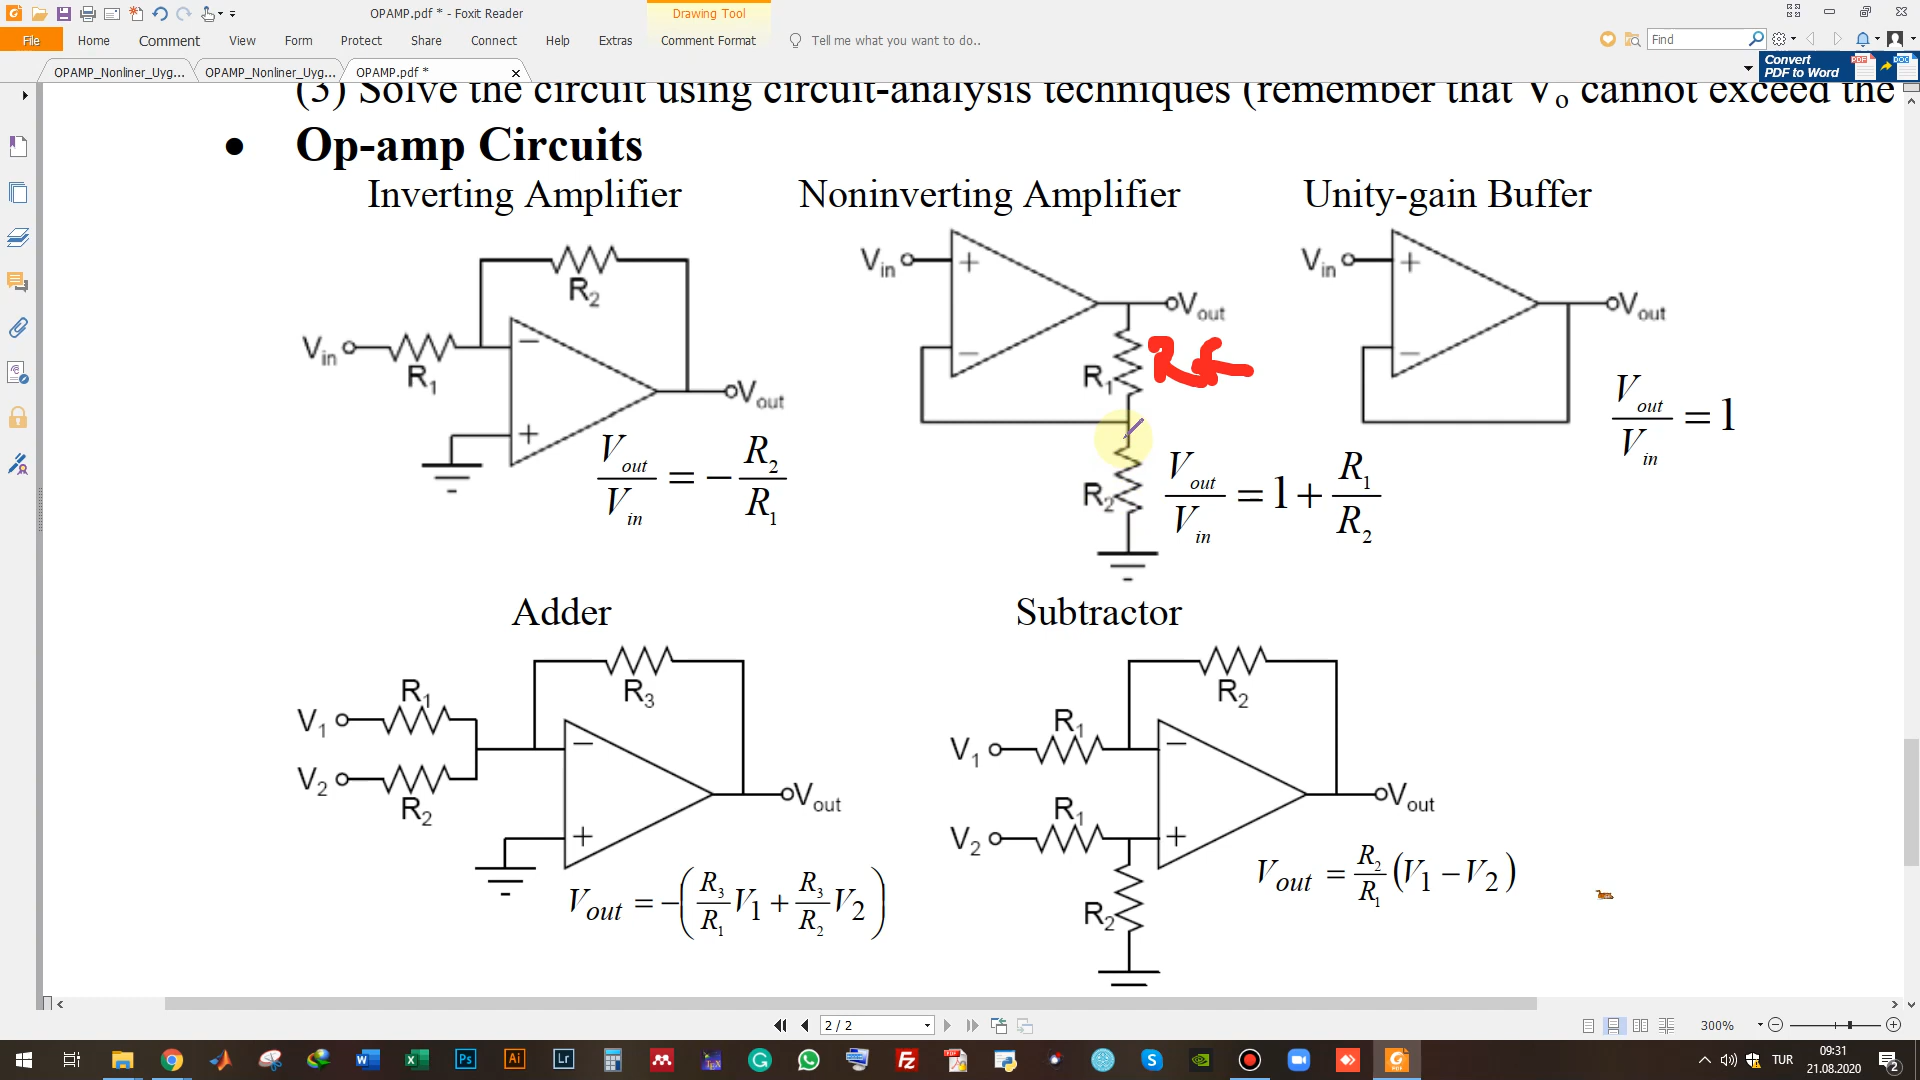 OPAMP.pdf * - Foxit Reader
Drawing Tool
File
Home
Comment
View
Form
Protect
Share
Connect
Help
Extras
Comment Format
Tell me what you want to do..
Find
OPAMP_Nonliner_Uyg...
OPAMP_Nonliner_Uyg...
OPAMP.pdf *
Convert
PDF to Word
(3) Solve the circuit using circuit-analysis techniques (remember that Vo cannot exceed the
• Op-amp Circuits
Inverting Amplifier
Noninverting Amplifier
Unity-gain Buffer
R2
Vin
R1
−
+
Vout
Vout/Vin = − R2/R1
Vin
+
−
Vout
R1
Rf
R2
Vout/Vin = 1 + R1/R2
Vin
+
−
Vout
Vout/Vin = 1
Adder
Subtractor
R3
V1
R1
V2
R2
−
+
Vout
Vout = −(R3/R1 V1 + R3/R2 V2)
R2
V1
R1
V2
R1
−
+
Vout
R2
Vout = R2/R1 (V1 − V2)
2 / 2
300%
TUR
09:31
21.08.2020
2